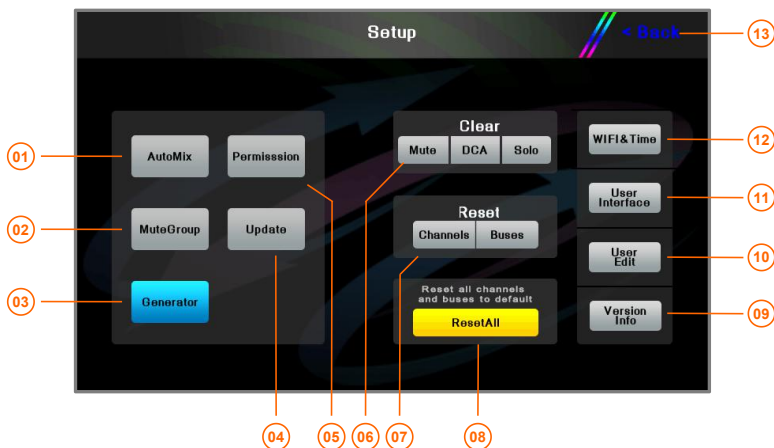 Setup
< Back
13
01
AutoMix
Permisssion
Clear
Mute
DCA
Solo
WIFI&Time
12
User
Interface
11
02
MuteGroup
Update
Reset
Channels
Buses
User
Edit
10
03
Generator
Reset all channels
and buses to default
ResetAll
Version
Info
09
04
05
06
07
08